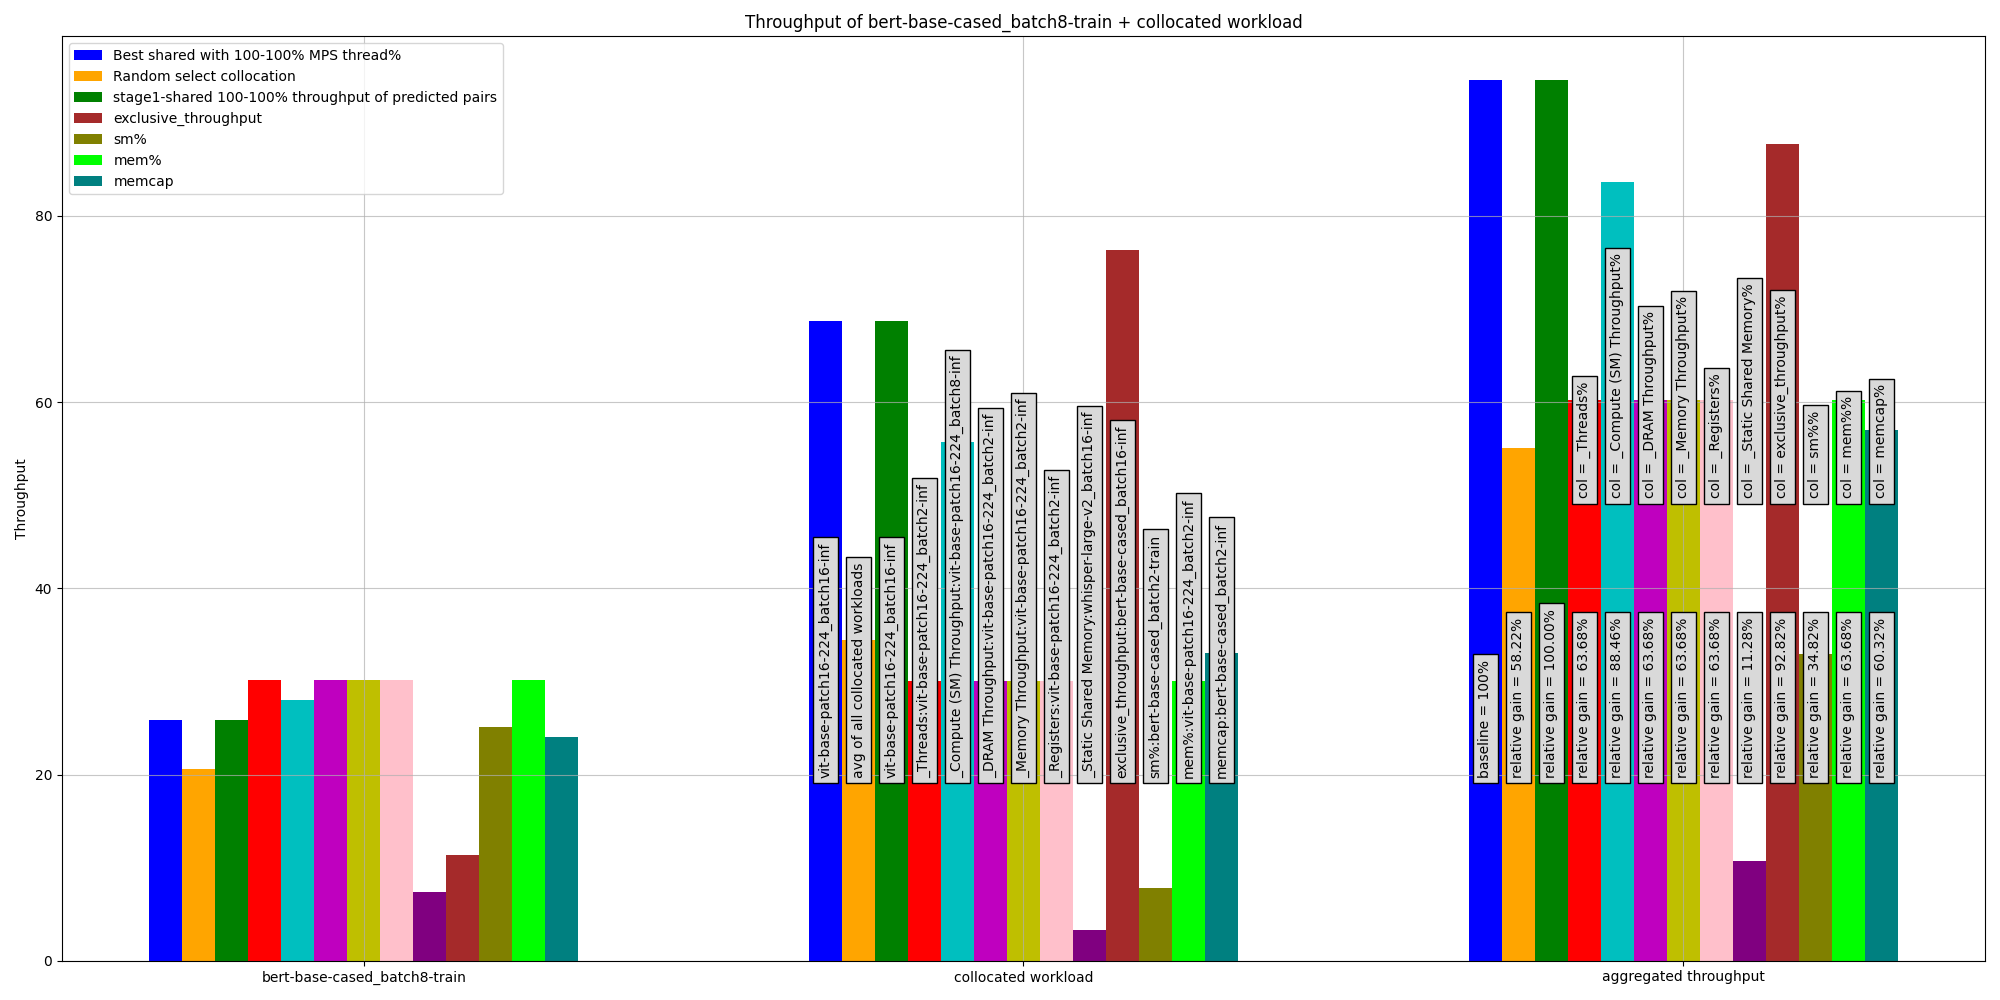 Throughput of bert-base-cased_batch8-train + collocated workload
Best shared with 100-100% MPS thread%
Random select collocation
stage1-shared 100-100% throughput of predicted pairs
exclusive_throughput
sm%
mem%
memcap
Throughput
80
60
40
20
0
vit-base-patch16-224_batch16-inf
avg of all collocated workloads
vit-base-patch16-224_batch16-inf
_Threads:vit-base-patch16-224_batch2-inf
_Compute (SM) Throughput:vit-base-patch16-224_batch8-inf
_DRAM Throughput:vit-base-patch16-224_batch2-inf
_Memory Throughput:vit-base-patch16-224_batch2-inf
_Registers:vit-base-patch16-224_batch2-inf
_Static Shared Memory:whisper-large-v2_batch16-inf
exclusive_throughput:bert-base-cased_batch16-inf
sm%:bert-base-cased_batch2-train
mem%:vit-base-patch16-224_batch2-inf
memcap:bert-base-cased_batch2-inf
col = _Threads%
col = _Compute (SM) Throughput%
col = _DRAM Throughput%
col = _Memory Throughput%
col = _Registers%
col = _Static Shared Memory%
col = exclusive_throughput%
col = sm%%
col = mem%%
col = memcap%
baseline = 100%
relative gain = 58.22%
relative gain = 100.00%
relative gain = 63.68%
relative gain = 88.46%
relative gain = 63.68%
relative gain = 63.68%
relative gain = 63.68%
relative gain = 11.28%
relative gain = 92.82%
relative gain = 34.82%
relative gain = 63.68%
relative gain = 60.32%
bert-base-cased_batch8-train
collocated workload
aggregated throughput